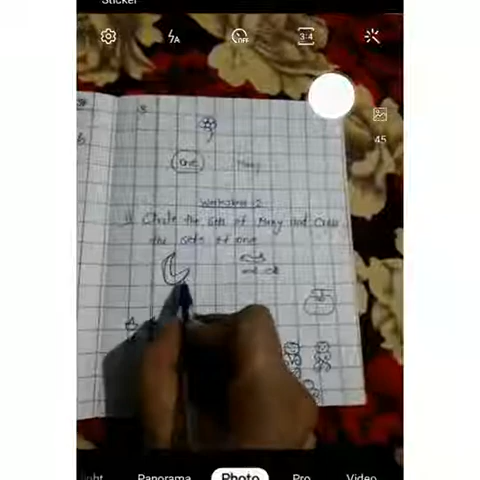 Sticker
OFF
3:4
45
One Many
Worksheet-2
Circle the sets of Many and Cross
the sets of one
Panorama Photo Pro Video